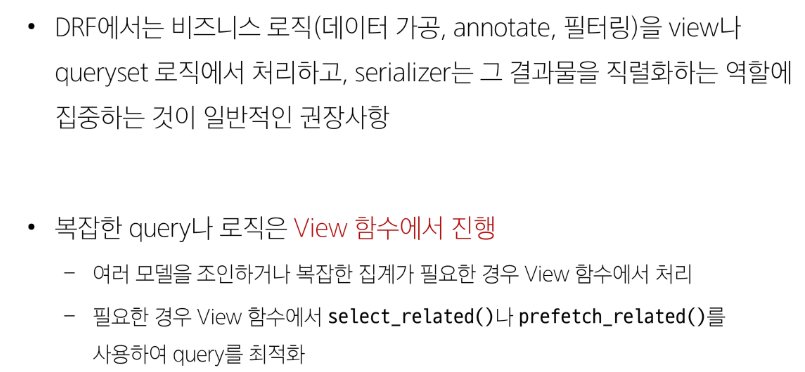 • DRF에서는 비즈니스 로직(데이터 가공, annotate, 필터링)을 view나
queryset 로직에서 처리하고, serializer는 그 결과물을 직렬화하는 역할에
집중하는 것이 일반적인 권장사항
• 복잡한 query나 로직은 View 함수에서 진행
– 여러 모델을 조인하거나 복잡한 집계가 필요한 경우 View 함수에서 처리
– 필요한 경우 View 함수에서 select_related()나 prefetch_related()를
사용하여 query를 최적화